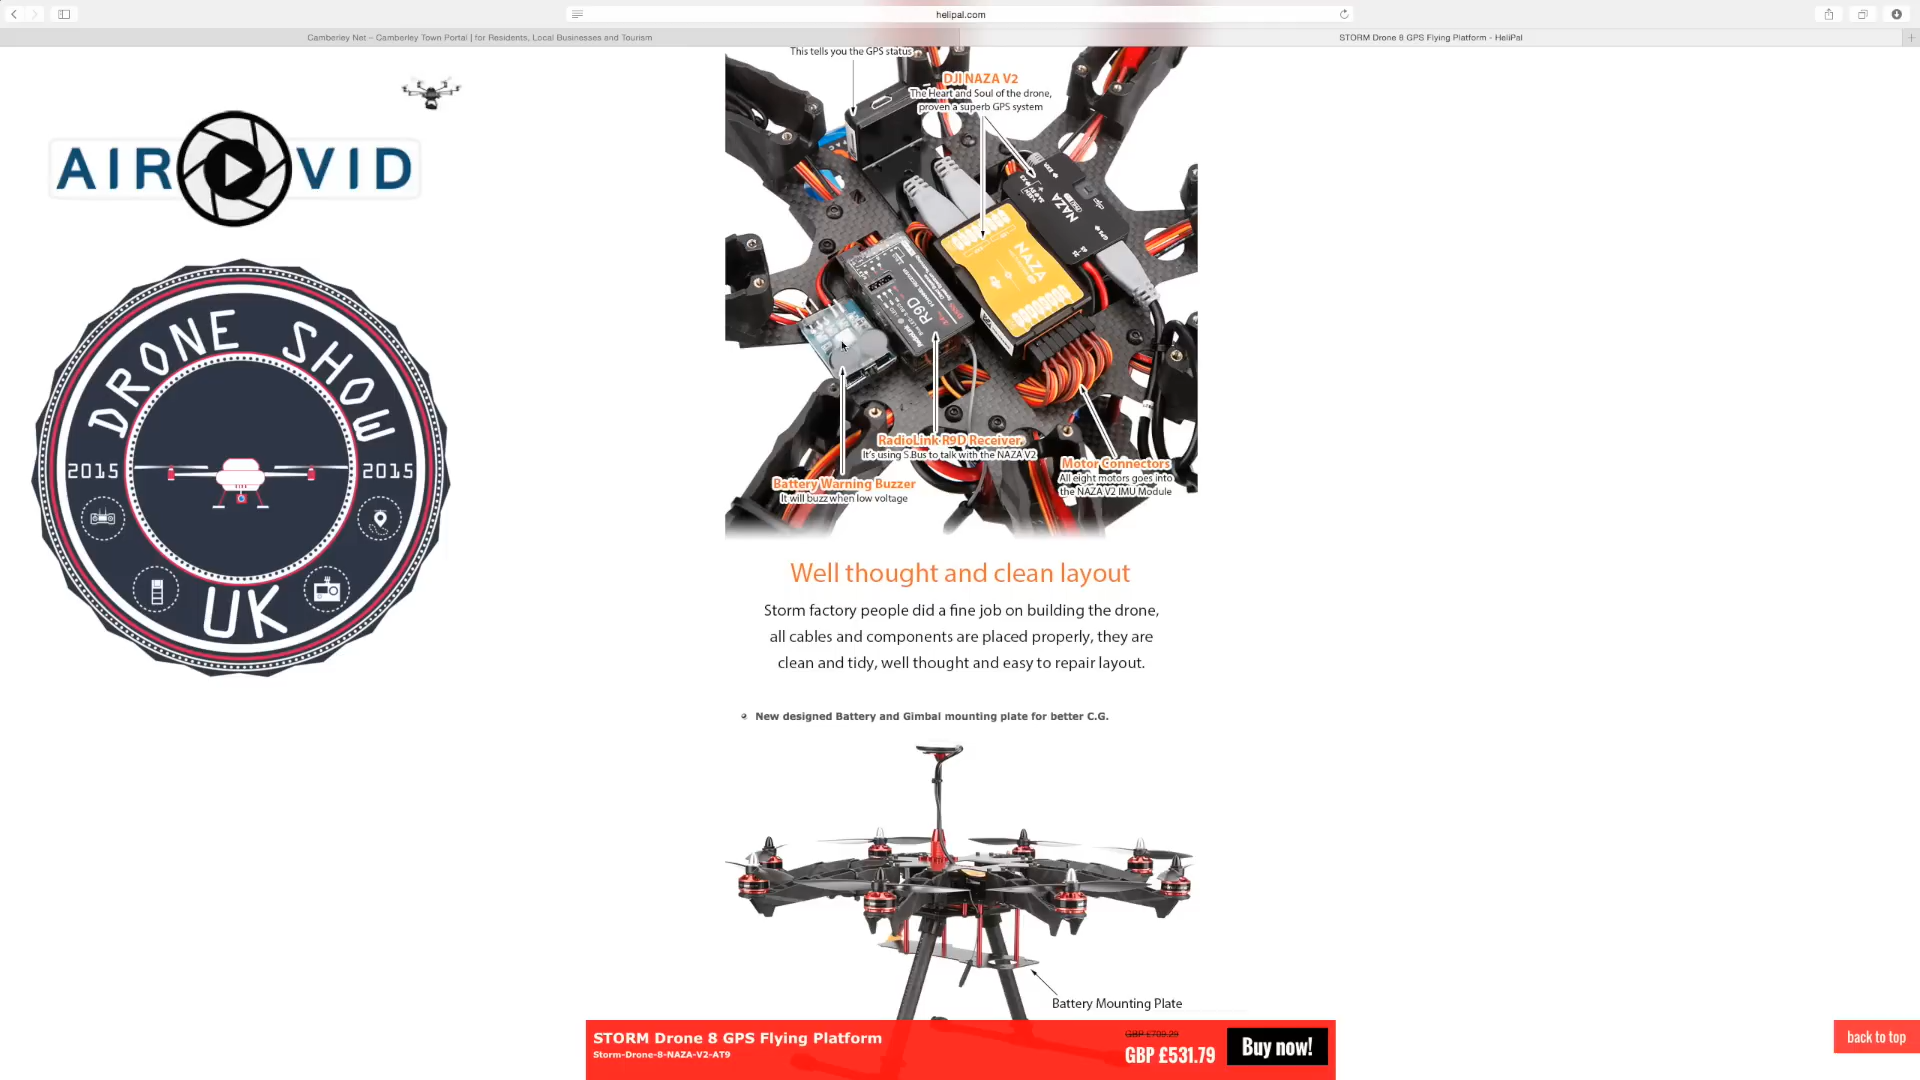 helipal.com
Camberley Net – Camberley Town Portal | for Residents, Local Businesses and Tourism
STORM Drone 8 GPS Flying Platform - HeliPal
This tells you the GPS status
DJI NAZA V2
The Heart and Soul of the drone,
proven a superb GPS system
AIR VID
NAZA
NAZA
R9D
RadioLink R9D Receiver
It's using S.Bus to talk with the NAZA V2
Motor Connectors
All eight motors goes into
the NAZA V2 IMU Module
Battery Warning Buzzer
It will buzz when low voltage
DRONE SHOW
2015 2015
UK
Well thought and clean layout
Storm factory people did a fine job on building the drone,
all cables and components are placed properly, they are
clean and tidy, well thought and easy to repair layout.
New designed Battery and Gimbal mounting plate for better C.G.
Battery Mounting Plate
STORM Drone 8 GPS Flying Platform
Storm-Drone-8-NAZA-V2-AT9
GBP £709.29
GBP £531.79
Buy now!
back to top